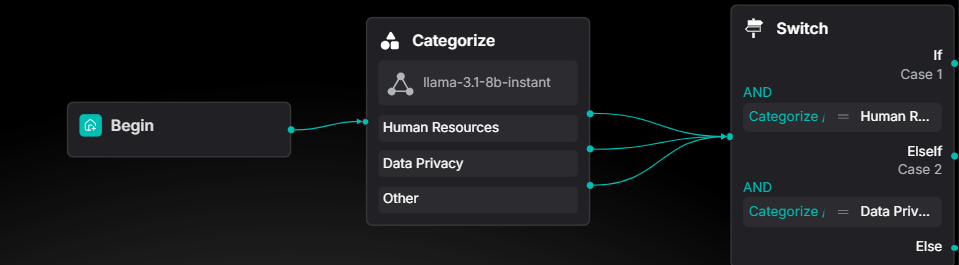 Begin
Categorize
llama-3.1-8b-instant
Human Resources
Data Privacy
Other
Switch
If
Case 1
AND
Categorize / = Human R...
ElseIf
Case 2
AND
Categorize / = Data Priv...
Else